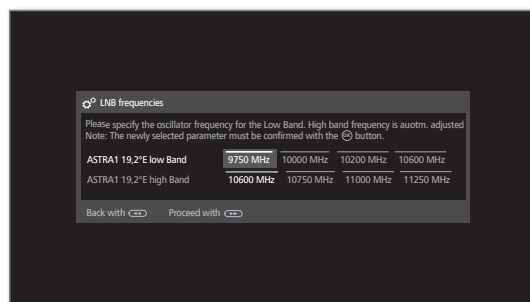 LNB frequencies
Please specify the oscillator frequency for the Low Band. High band frequency is auotm. adjusted
Note: The newly selected parameter must be confirmed with the OK button.
ASTRA1 19,2°E low Band 9750 MHz 10000 MHz 10200 MHz 10600 MHz
ASTRA1 19,2°E high Band 10600 MHz 10750 MHz 11000 MHz 11250 MHz
Back with Proceed with